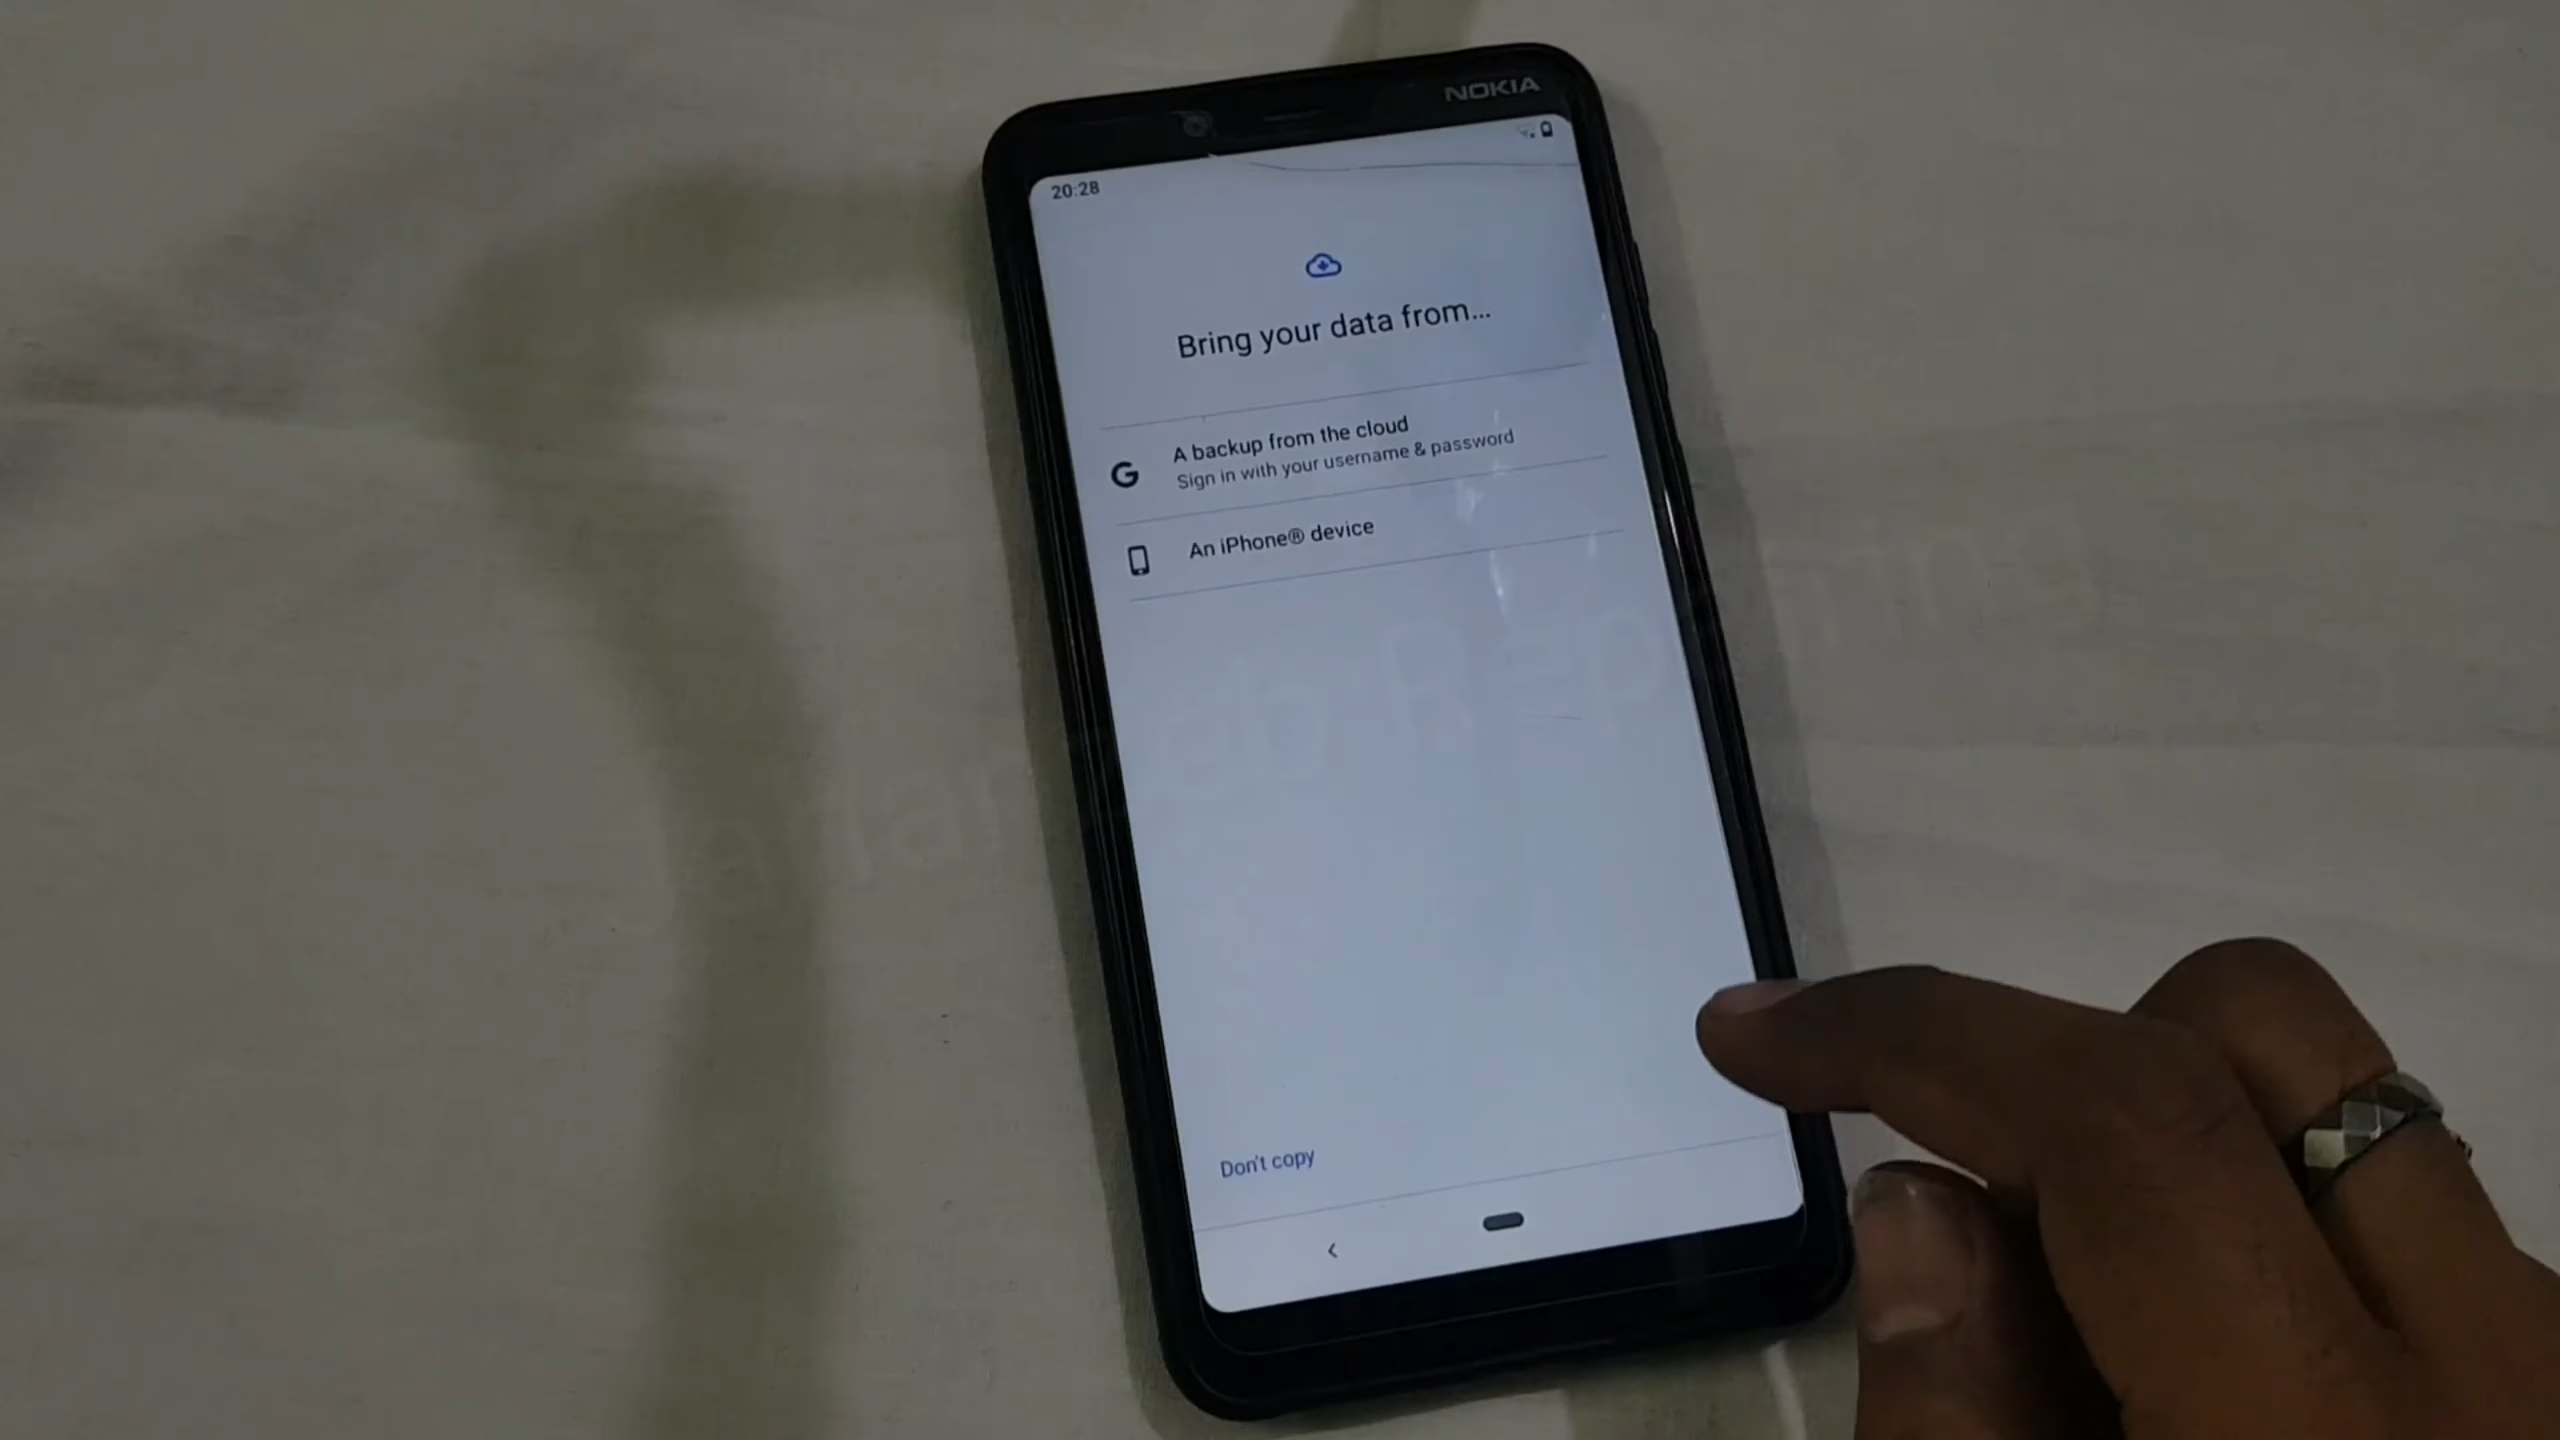 NOKIA
20:28
Bring your data from...
G
A backup from the cloud
Sign in with your username & password
An iPhone® device
Don't copy